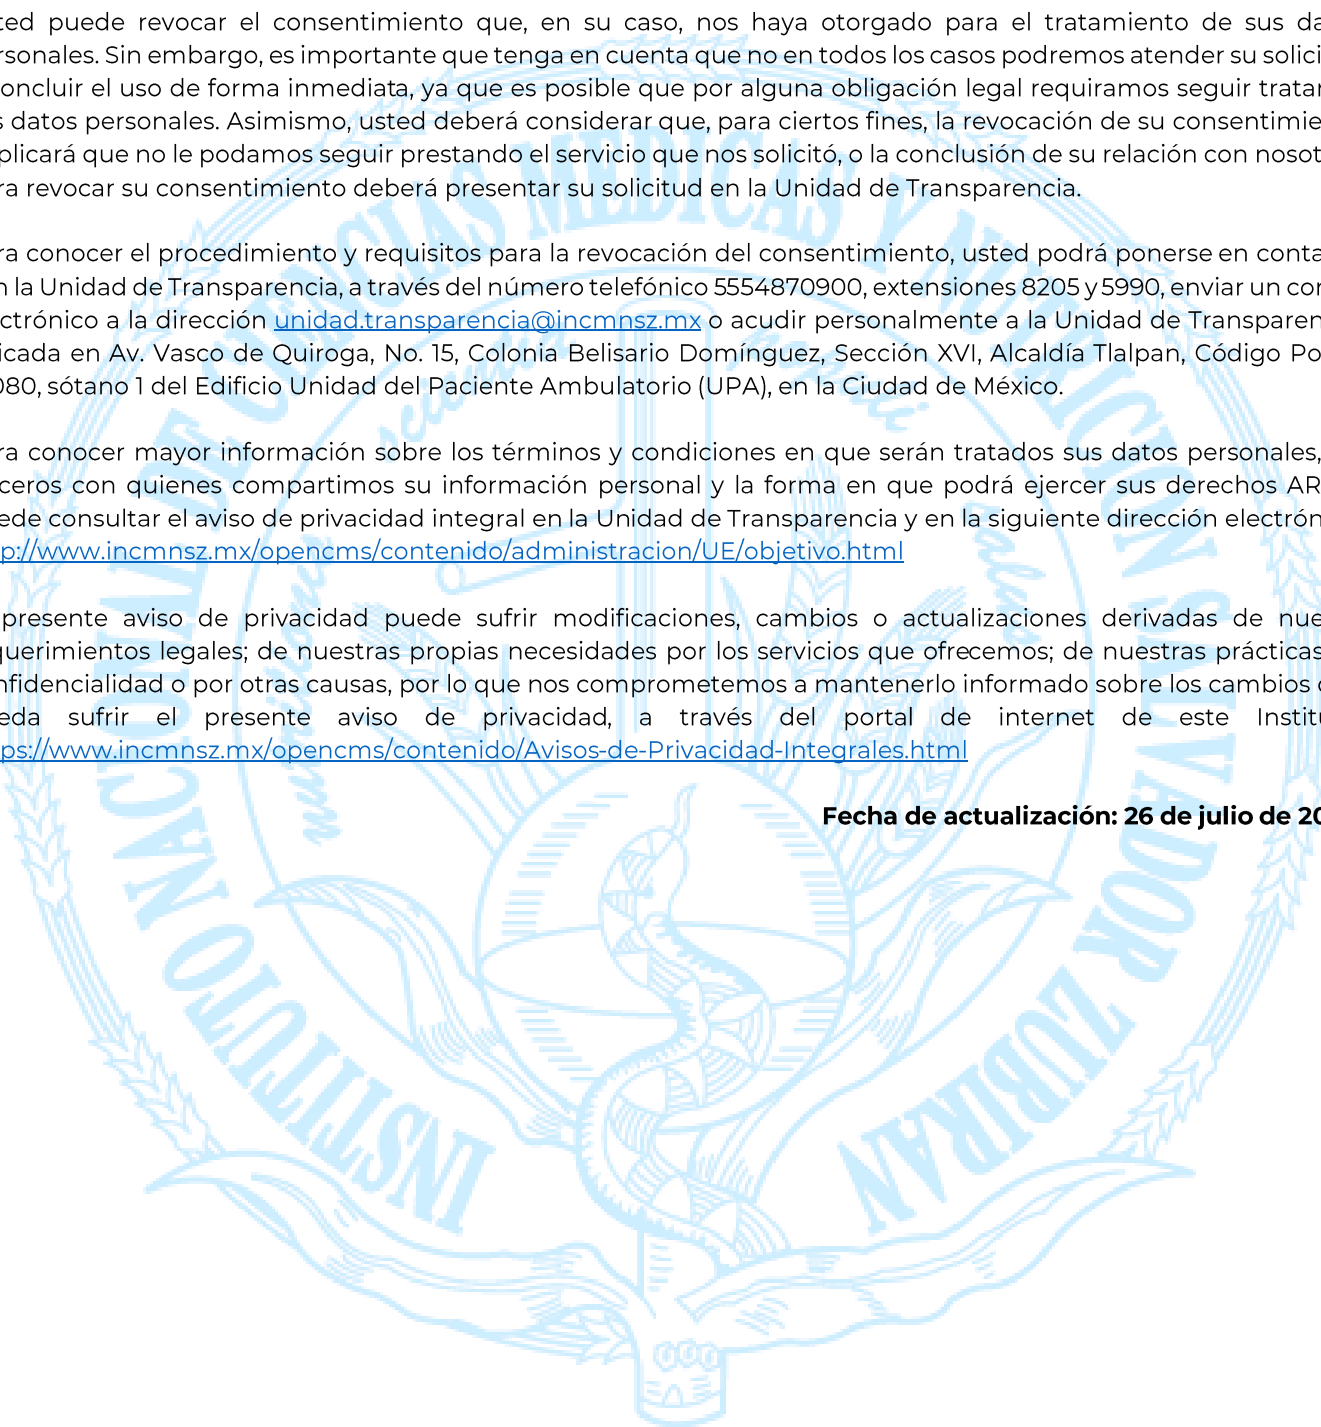 ted puede revocar el consentimiento que, en su caso, nos haya otorgado para el tratamiento de sus da
rsonales. Sin embargo, es importante que tenga en cuenta que no en todos los casos podremos atender su solici
oncluir el uso de forma inmediata, ya que es posible que por alguna obligación legal requiramos seguir trata
s datos personales. Asimismo, usted deberá considerar que, para ciertos fines, la revocación de su consentimie
plicará que no le podamos seguir prestando el servicio que nos solicitó, o la conclusión de su relación con nosot
ra revocar su consentimiento deberá presentar su solicitud en la Unidad de Transparencia.
ra conocer el procedimiento y requisitos para la revocación del consentimiento, usted podrá ponerse en conta
n la Unidad de Transparencia, a través del número telefónico 5554870900, extensiones 8205 y 5990, enviar un cor
ctrónico a la dirección unidad.transparencia@incmnsz.mx o acudir personalmente a la Unidad de Transparen
icada en Av. Vasco de Quiroga, No. 15, Colonia Belisario Domínguez, Sección XVI, Alcaldía Tlalpan, Código Po
080, sótano 1 del Edificio Unidad del Paciente Ambulatorio (UPA), en la Ciudad de México.
ra conocer mayor información sobre los términos y condiciones en que serán tratados sus datos personales,
ceros con quienes compartimos su información personal y la forma en que podrá ejercer sus derechos AR
ede consultar el aviso de privacidad integral en la Unidad de Transparencia y en la siguiente dirección electrón
p://www.incmnsz.mx/opencms/contenido/administracion/UE/objetivo.html
presente aviso de privacidad puede sufrir modificaciones, cambios o actualizaciones derivadas de nue
querimientos legales; de nuestras propias necesidades por los servicios que ofrecemos; de nuestras prácticas
nfidencialidad o por otras causas, por lo que nos comprometemos a mantenerlo informado sobre los cambios
eda sufrir el presente aviso de privacidad, a través del portal de internet de este Institu
ps://www.incmnsz.mx/opencms/contenido/Avisos-de-Privacidad-Integrales.html
Fecha de actualización: 26 de julio de 20
INSTITUTO NACIONAL DE CIENCIAS MEDICAS Y NUTRICION SALVADOR ZUBIRAN